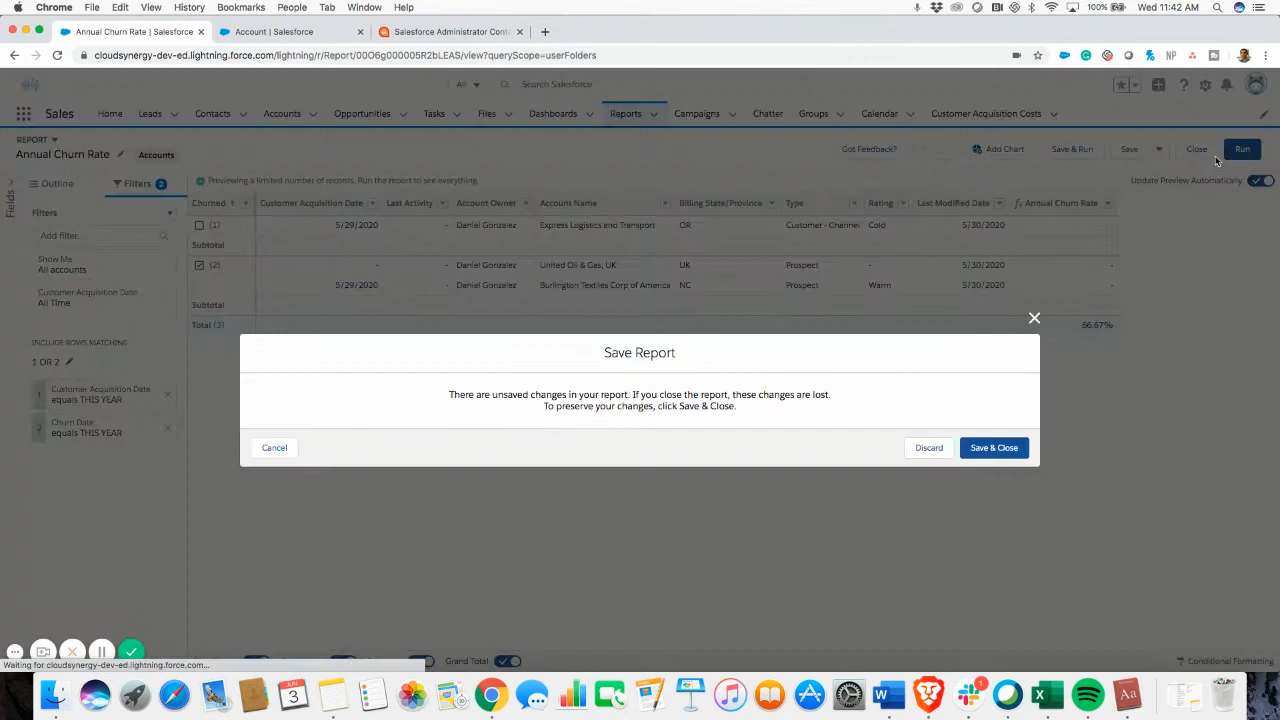 Chrome File Edit View History Bookmarks People Tab Window Help 100% Wed 11:42 AM
Annual Churn Rate | Salesforce Account | Salesforce Salesforce Administrator Cont
cloudsynergy-dev-ed.lightning.force.com/lightning/r/Report/00O6g000005R2bLEAS/view?queryScope=userFolders
All Search Salesforce
Sales Home Leads Contacts Accounts Opportunities Tasks Files Dashboards Reports Campaigns Chatter Groups Calendar Customer Acquisition Costs
REPORT
Annual Churn Rate Accounts Got Feedback? Add Chart Save & Run Save Close Run
Fields Outline Filters 2 Previewing a limited number of records. Run the report to see everything. Update Preview Automatically
Churned Customer Acquisition Date Last Activity Account Owner Account Name Billing State/Province Type Rating Last Modified Date Annual Churn Rate
Filters
(1) 5/29/2020 - Daniel Gonzalez Express Logistics and Transport OR Customer - Channel Cold 5/30/2020
Add filter...
Subtotal
Show Me
All accounts
(2) - - Daniel Gonzalez United Oil & Gas, UK UK Prospect - 5/30/2020 -
5/29/2020 - Daniel Gonzalez Burlington Textiles Corp of America NC Prospect Warm 5/30/2020 -
Customer Acquisition Date
All Time
Subtotal
Total (3) 66.67%
INCLUDE ROWS MATCHING
1 OR 2
1 Customer Acquisition Date
equals THIS YEAR
2 Churn Date
equals THIS YEAR
Save Report
There are unsaved changes in your report. If you close the report, these changes are lost.
To preserve your changes, click Save & Close.
Cancel Discard Save & Close
Waiting for cloudsynergy-dev-ed.lightning.force.com...
Grand Total Conditional Formatting
JUN
3
1